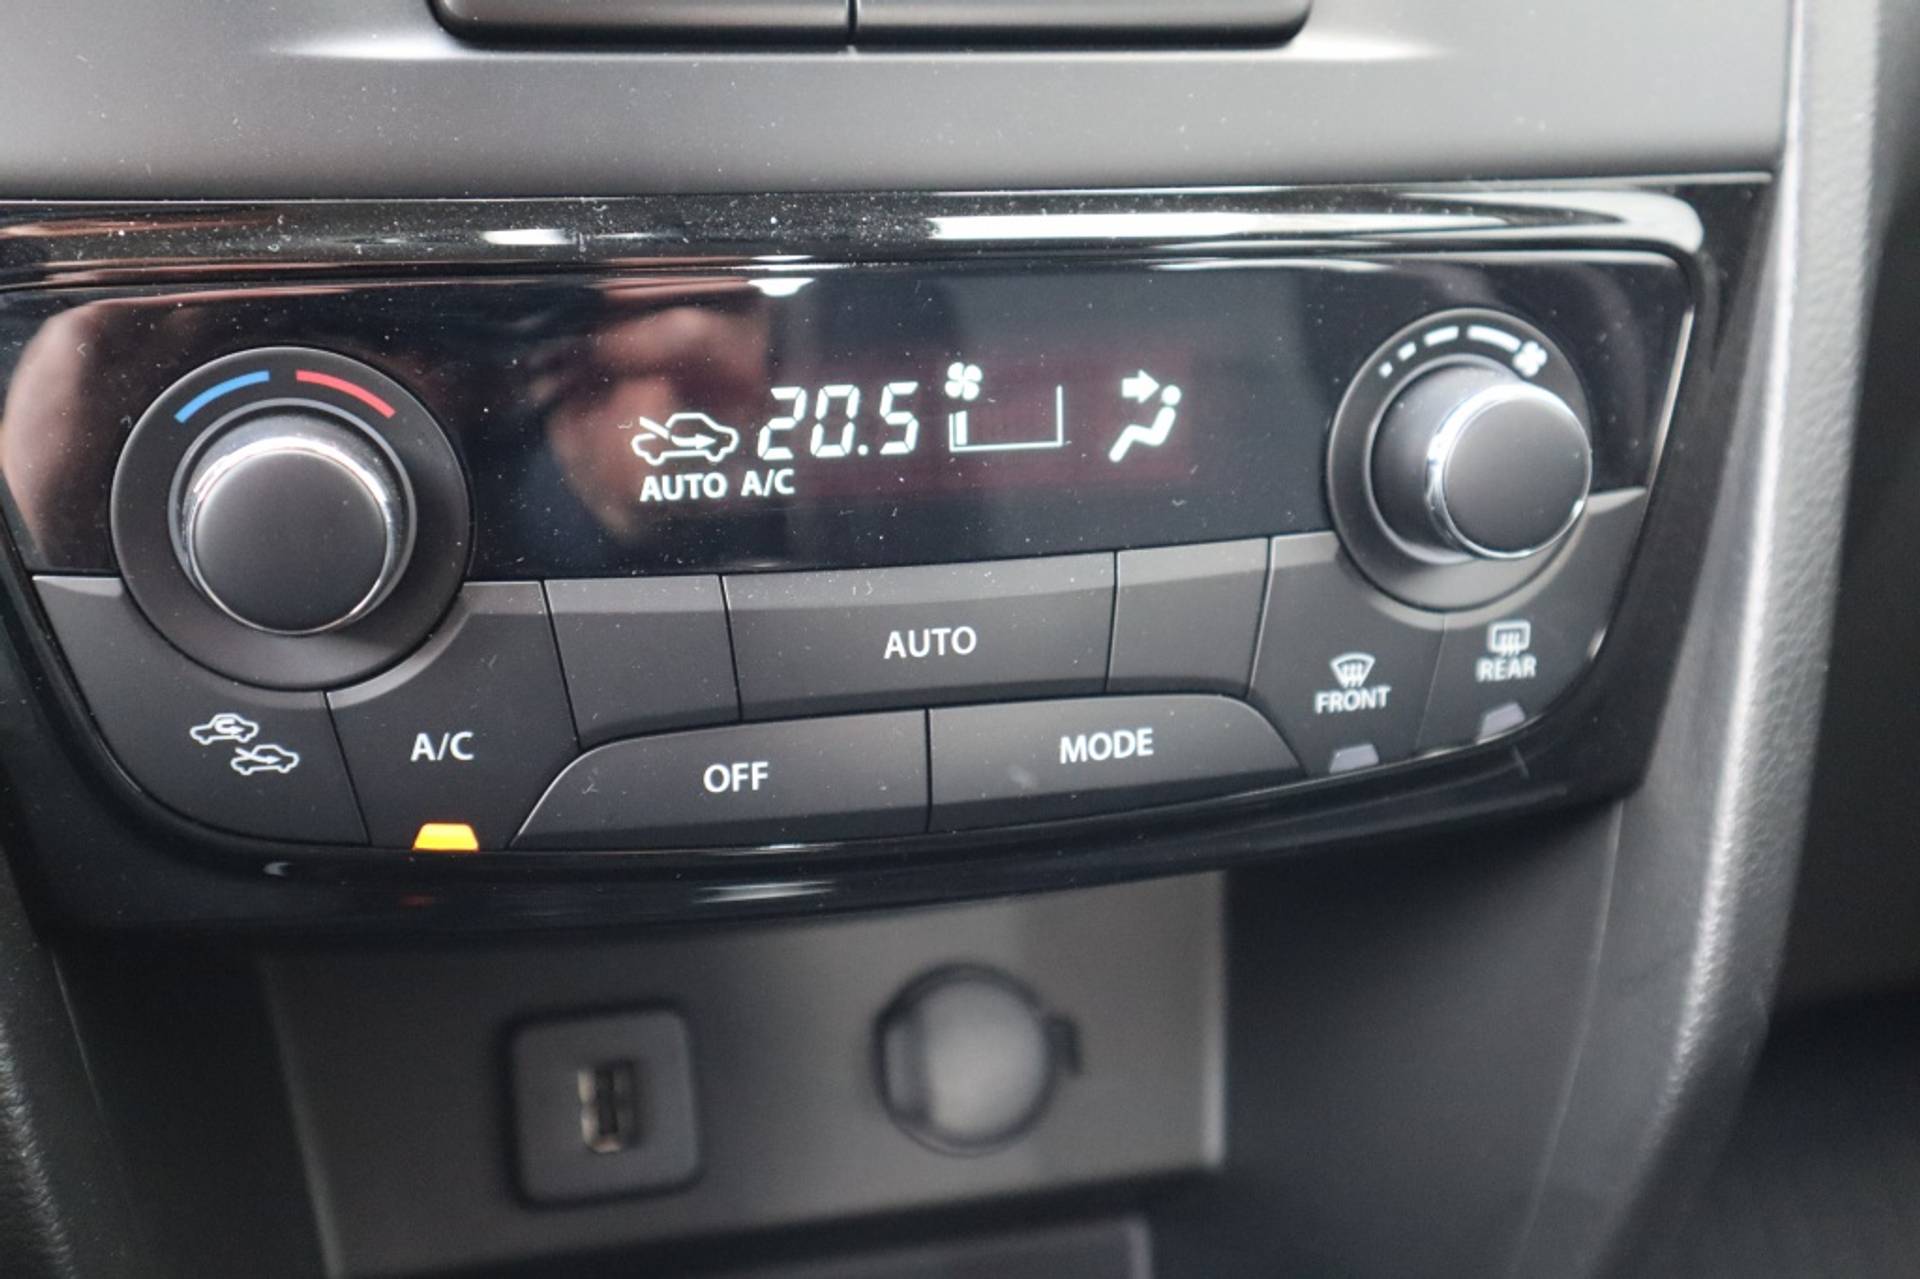 20.5
AUTO A/C
AUTO
A/C
OFF
MODE
FRONT
REAR